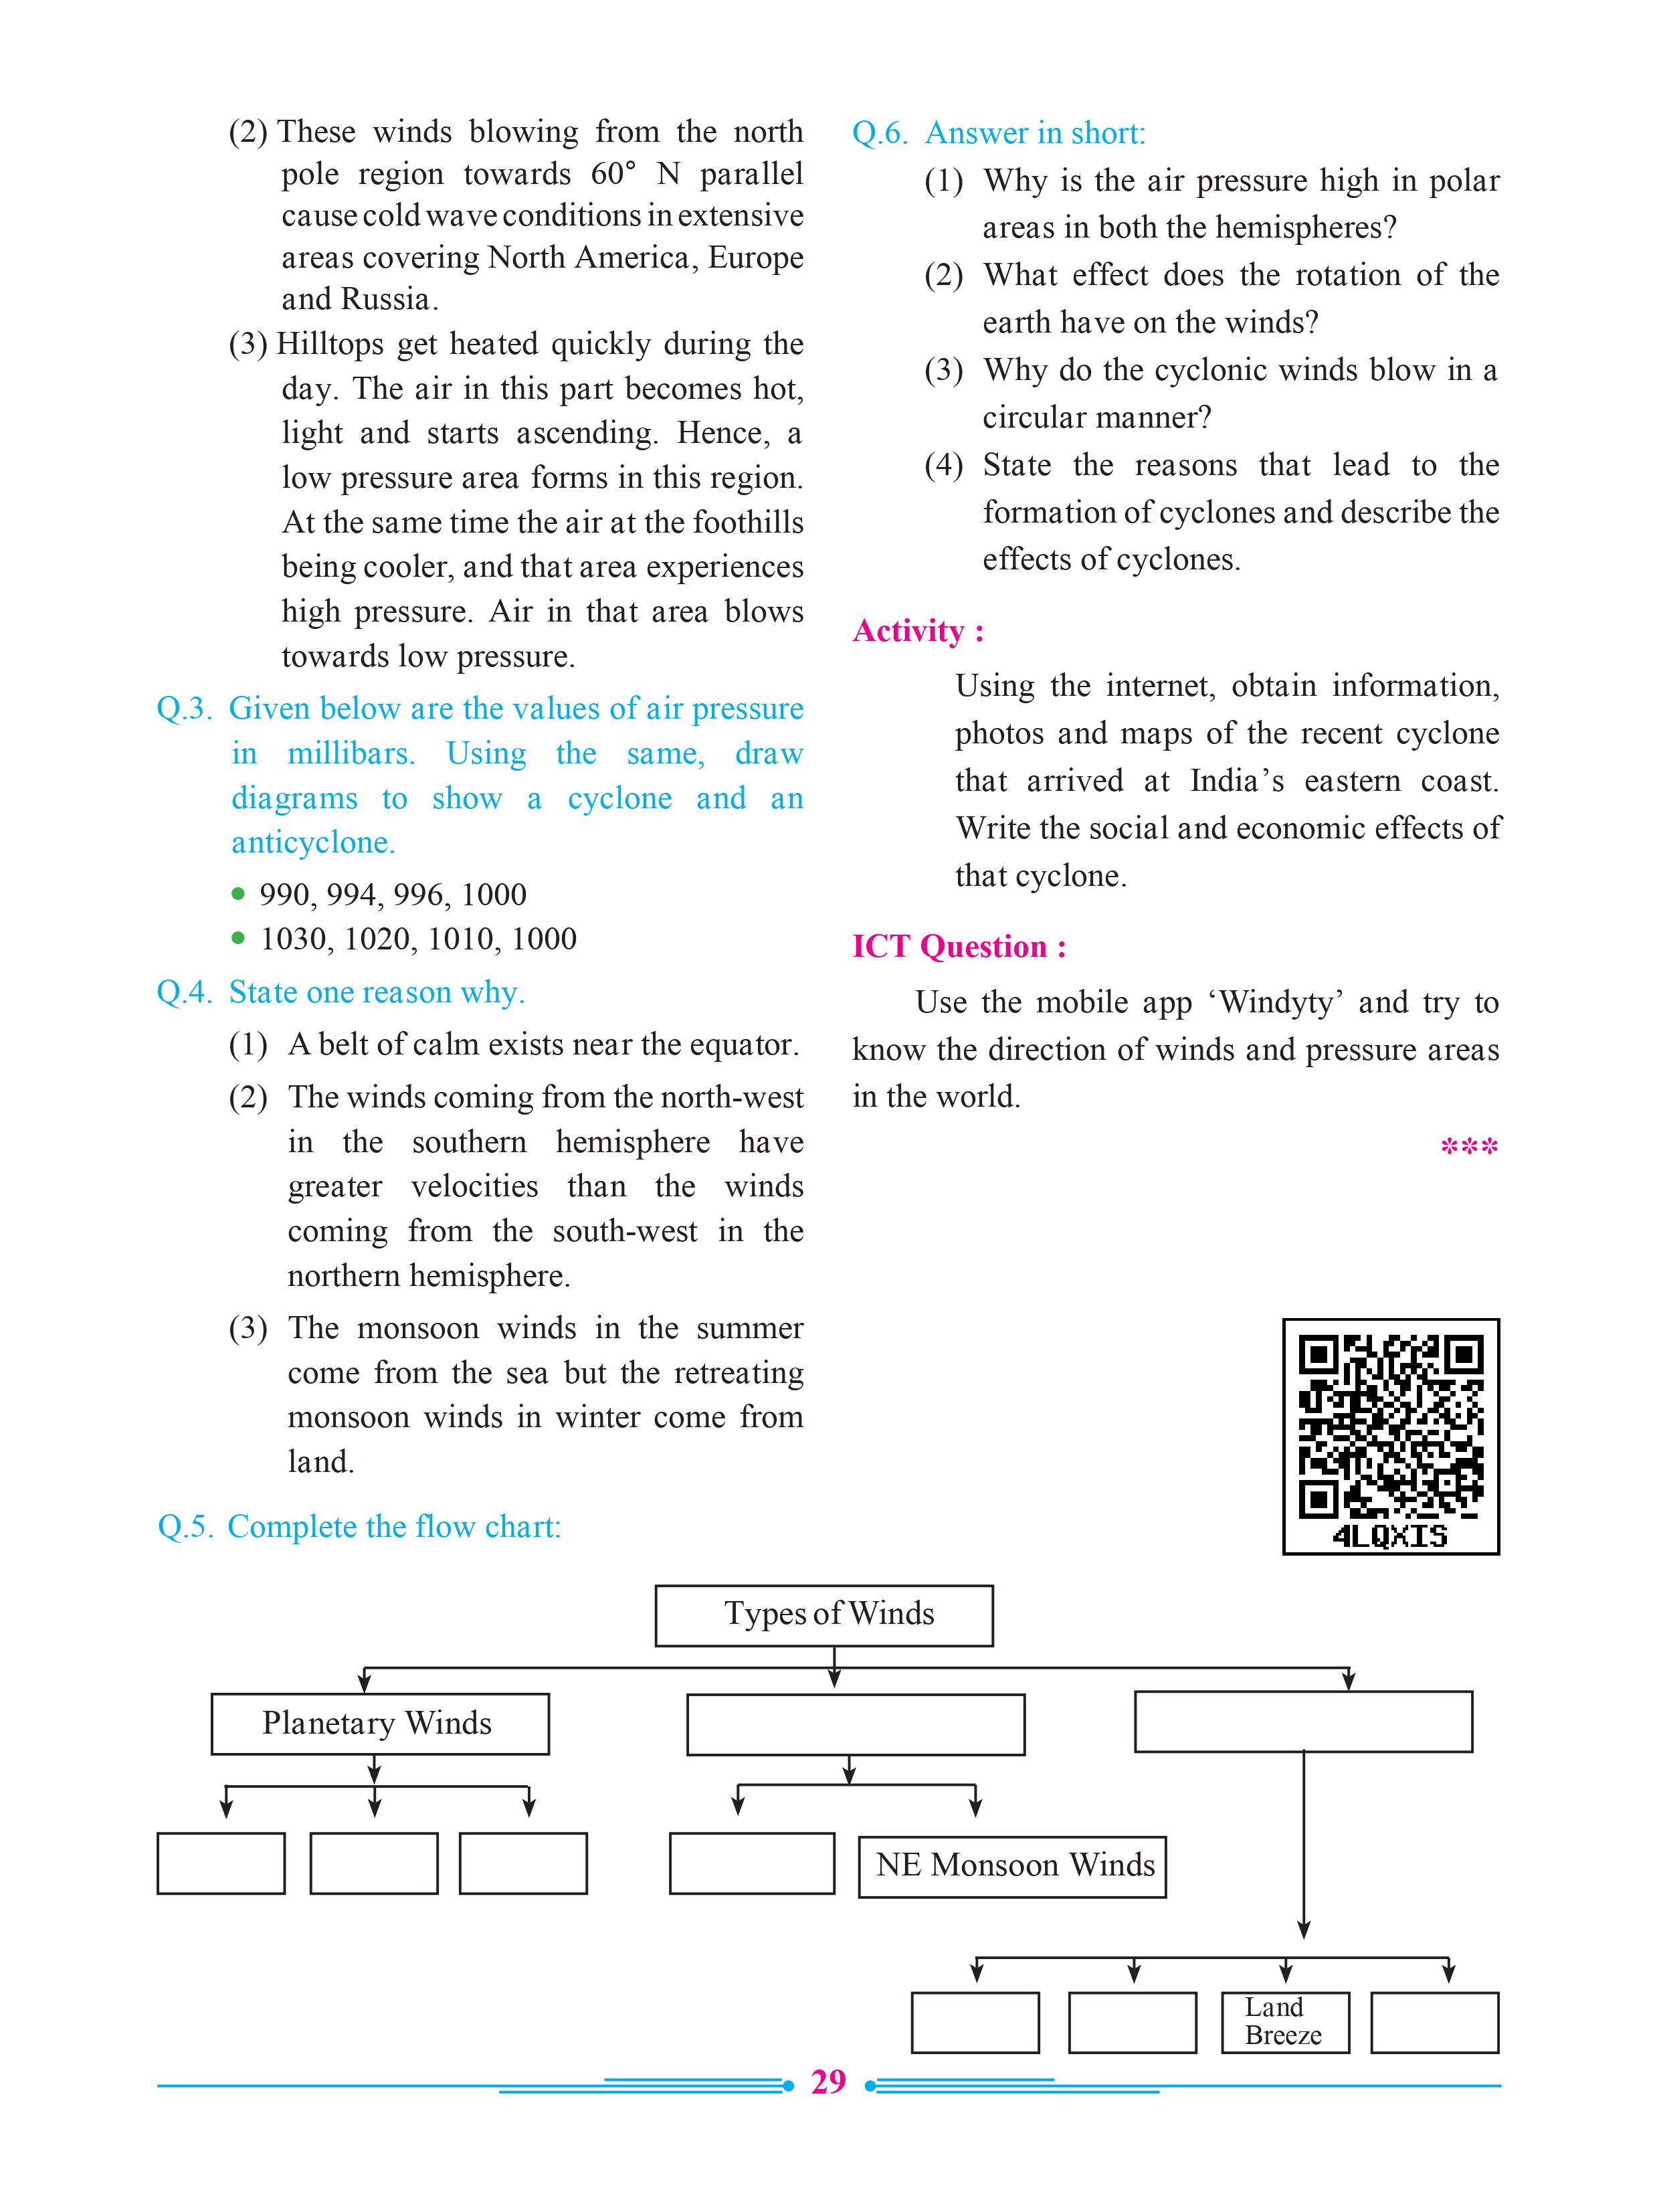 (2) These winds blowing from the north
pole region towards 60° N parallel
cause cold wave conditions in extensive
areas covering North America, Europe
and Russia.
(3) Hilltops get heated quickly during the
day. The air in this part becomes hot,
light and starts ascending. Hence, a
low pressure area forms in this region.
At the same time the air at the foothills
being cooler, and that area experiences
high pressure. Air in that area blows
towards low pressure.
Q.3. Given below are the values of air pressure
in millibars. Using the same, draw
diagrams to show a cyclone and an
anticyclone.
• 990, 994, 996, 1000
• 1030, 1020, 1010, 1000
Q.4. State one reason why.
(1) A belt of calm exists near the equator.
(2) The winds coming from the north-west
in the southern hemisphere have
greater velocities than the winds
coming from the south-west in the
northern hemisphere.
(3) The monsoon winds in the summer
come from the sea but the retreating
monsoon winds in winter come from
land.
Q.5. Complete the flow chart:
Q.6. Answer in short:
(1) Why is the air pressure high in polar
areas in both the hemispheres?
(2) What effect does the rotation of the
earth have on the winds?
(3) Why do the cyclonic winds blow in a
circular manner?
(4) State the reasons that lead to the
formation of cyclones and describe the
effects of cyclones.
Activity :
Using the internet, obtain information,
photos and maps of the recent cyclone
that arrived at India’s eastern coast.
Write the social and economic effects of
that cyclone.
ICT Question :
Use the mobile app ‘Windyty’ and try to
know the direction of winds and pressure areas
in the world.
***
4LQXIS
Types of Winds
Planetary Winds
NE Monsoon Winds
Land
Breeze
29